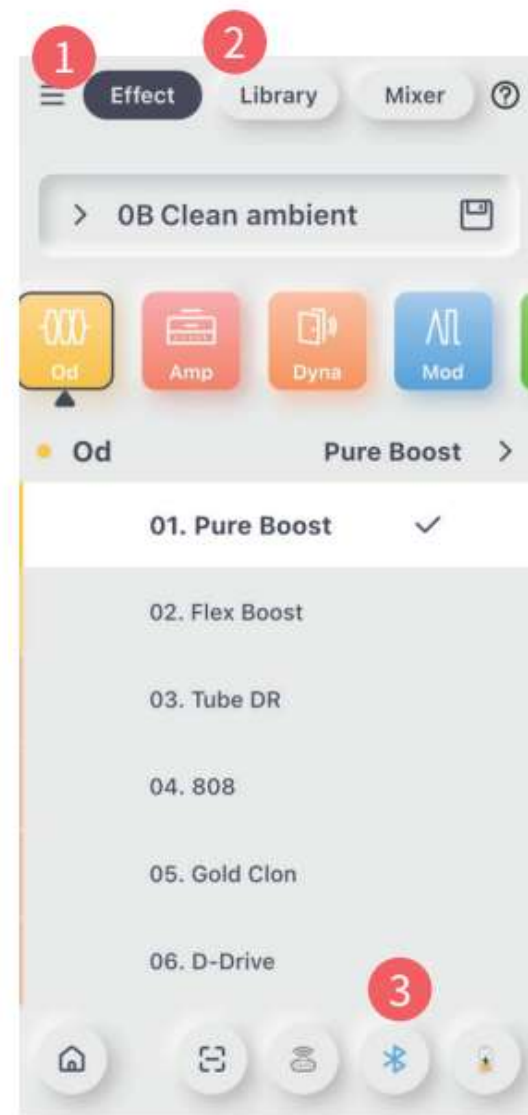 1
2
Effect Library Mixer ?
> 0B Clean ambient
Od Amp Dyna Mod
Od Pure Boost >
01. Pure Boost ✓
02. Flex Boost
03. Tube DR
04. 808
05. Gold Clon
06. D-Drive
3